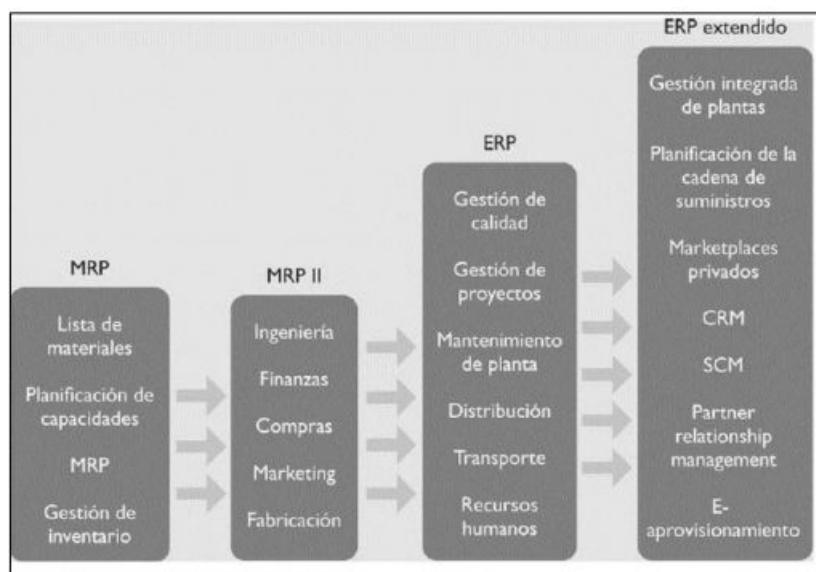 MRP
Lista de
materiales
Planificación de
capacidades
MRP
Gestión de
inventario
MRP II
Ingeniería
Finanzas
Compras
Marketing
Fabricación
ERP
Gestión de
calidad
Gestión de
proyectos
Mantenimiento
de planta
Distribución
Transporte
Recursos
humanos
ERP extendido
Gestión integrada
de plantas
Planificación de la
cadena de
suministros
Marketplaces
privados
CRM
SCM
Partner
relationship
management
E-
aprovisionamiento